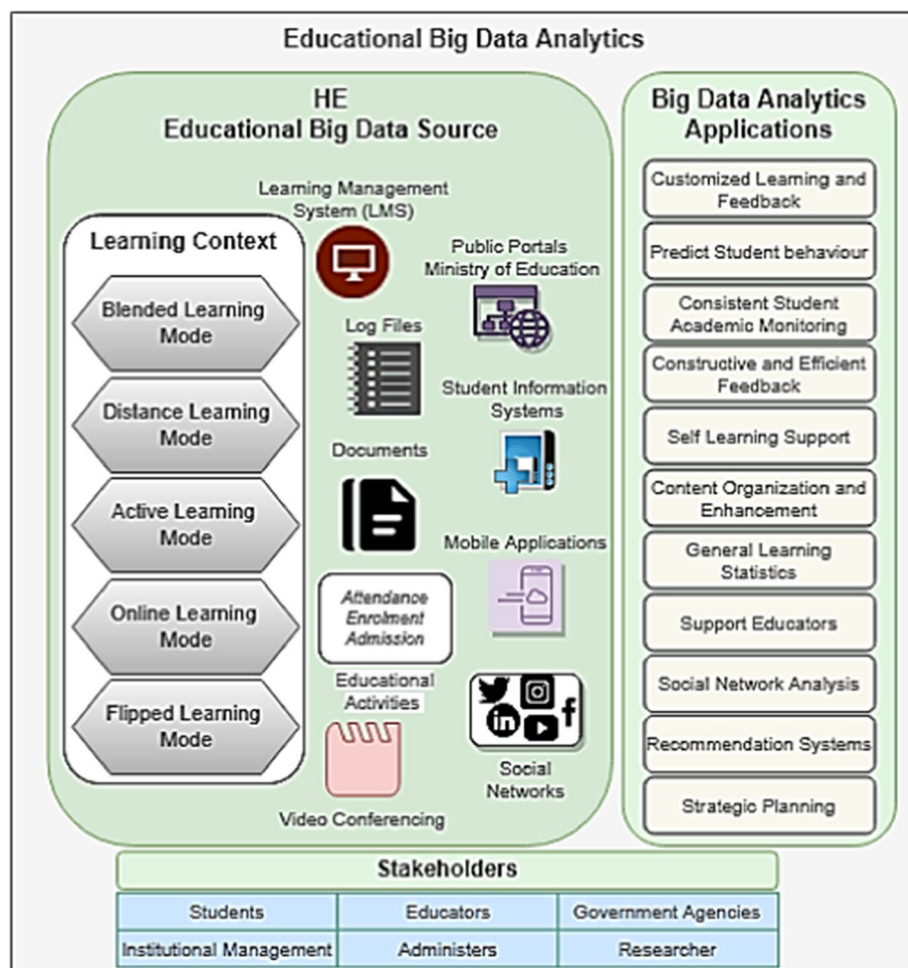 Educational Big Data Analytics
HE
Educational Big Data Source
Learning Context
Blended Learning
Mode
Distance Learning
Mode
Active Learning
Mode
Online Learning
Mode
Flipped Learning
Mode
Learning Management
System (LMS)
Log Files
Documents
Attendance
Enrolment
Admission
Educational
Activities
Video Conferencing
Public Portals
Ministry of Education
Student Information
Systems
Mobile Applications
in
f
Social
Networks
Big Data Analytics
Applications
Customized Learning and
Feedback
Predict Student behaviour
Consistent Student
Academic Monitoring
Constructive and Efficient
Feedback
Self Learning Support
Content Organization and
Enhancement
General Learning
Statistics
Support Educators
Social Network Analysis
Recommendation Systems
Strategic Planning
Stakeholders
Students
Educators
Government Agencies
Institutional Management
Administers
Researcher